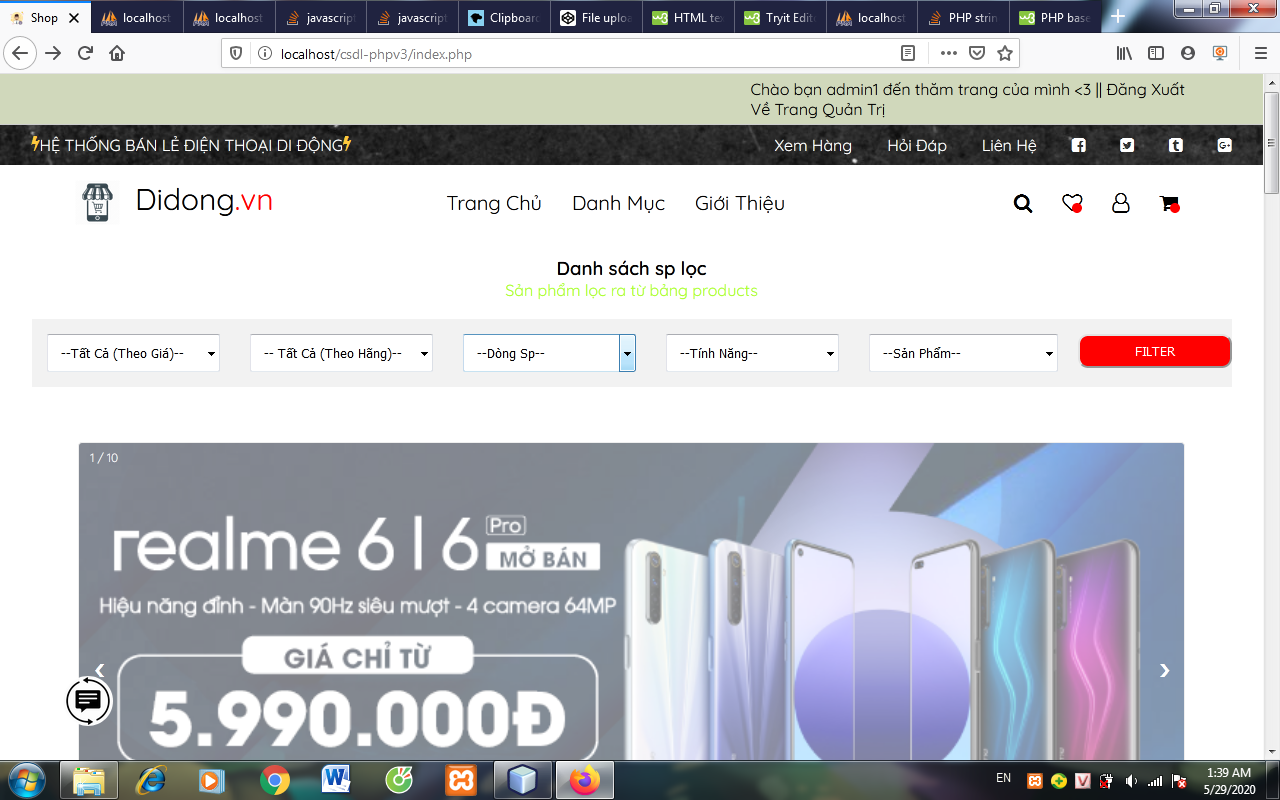 Shop
localhost
localhost
javascript
javascript
Clipboard
File uploa
HTML te
Tryit Edit
localhost
PHP strin
PHP base
localhost/csdl-phpv3/index.php
Chào bạn admin1 đến thăm trang của mình <3 || Đăng Xuất
Về Trang Quản Trị
HỆ THỐNG BÁN LẺ ĐIỆN THOẠI DI ĐỘNG
Xem Hàng Hỏi Đáp Liên Hệ
Didong.vn
Trang Chủ Danh Mục Giới Thiệu
Danh sách sp lọc
Sản phẩm lọc ra từ bảng products
--Tất Cả (Theo Giá)--
-- Tất Cả (Theo Hãng)--
--Dòng Sp--
--Tính Năng--
--Sản Phẩm--
FILTER
1 / 10
realme 6 | 6 Pro
MỞ BÁN
Hiệu năng đỉnh - Màn 90Hz siêu mượt - 4 camera 64MP
GIÁ CHỈ TỪ
5.990.000Đ
EN
1:39 AM
5/29/2020